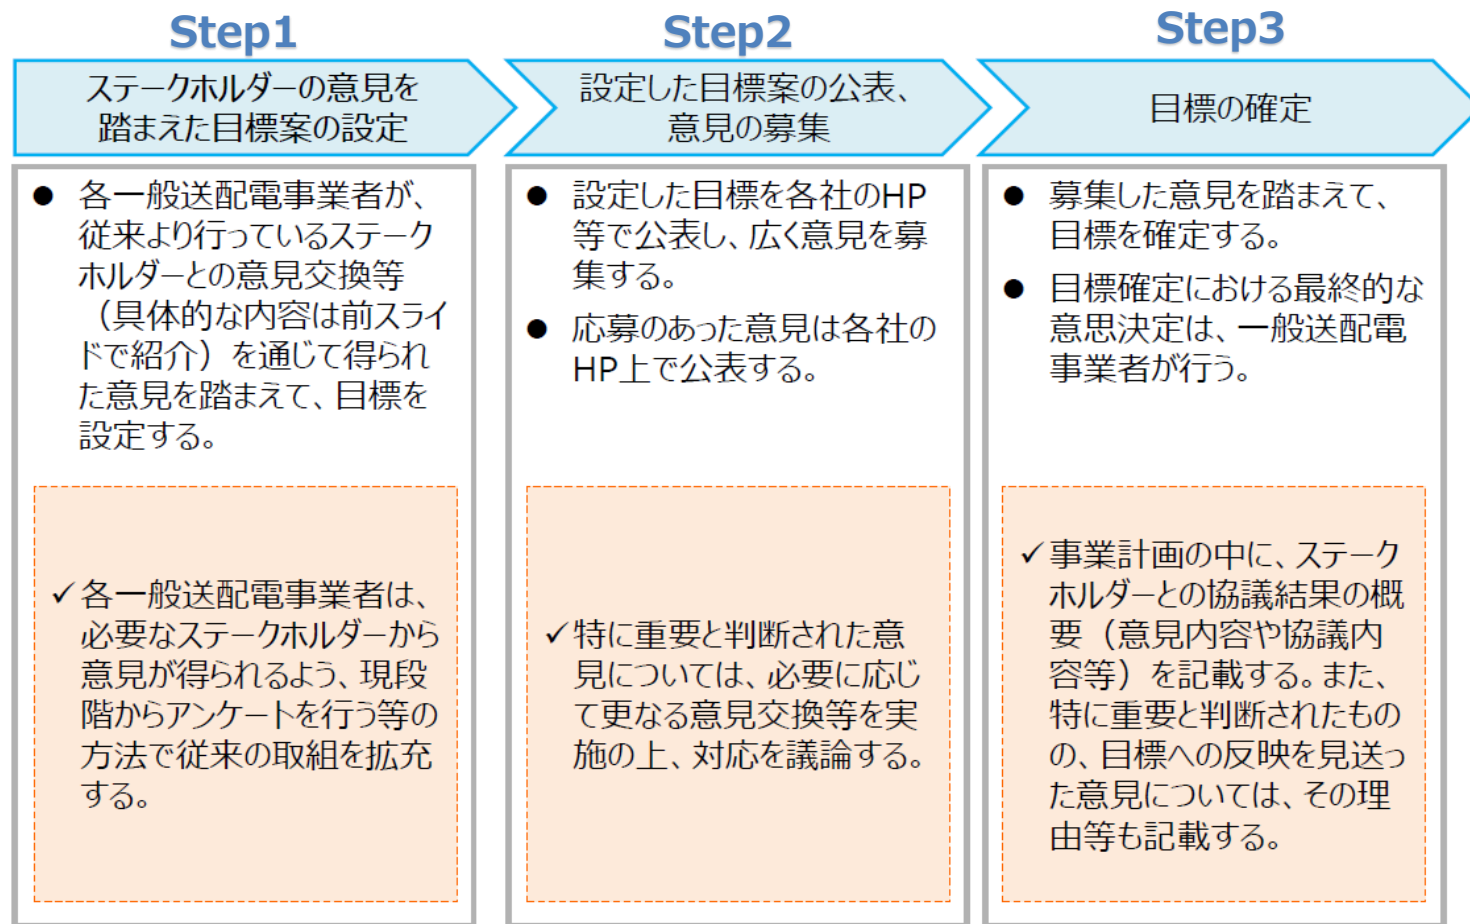 Step1
ステークホルダーの意見を
踏まえた目標案の設定
● 各一般送配電事業者が、
従来より行っているステーク
ホルダーとの意見交換等
（具体的な内容は前スライ
ドで紹介）を通じて得られ
た意見を踏まえて、目標を
設定する。
✓各一般送配電事業者は、
必要なステークホルダーから
意見が得られるよう、現段
階からアンケートを行う等の
方法で従来の取組を拡充
する。
Step2
設定した目標案の公表、
意見の募集
● 設定した目標を各社のHP
等で公表し、広く意見を募
集する。
● 応募のあった意見は各社の
HP上で公表する。
✓特に重要と判断された意
見については、必要に応じ
て更なる意見交換等を実
施の上、対応を議論する。
Step3
目標の確定
● 募集した意見を踏まえて、
目標を確定する。
● 目標確定における最終的な
意思決定は、一般送配電
事業者が行う。
✓事業計画の中に、ステーク
ホルダーとの協議結果の概
要（意見内容や協議内
容等）を記載する。また、
特に重要と判断されたもの
の、目標への反映を見送っ
た意見については、その理
由等も記載する。